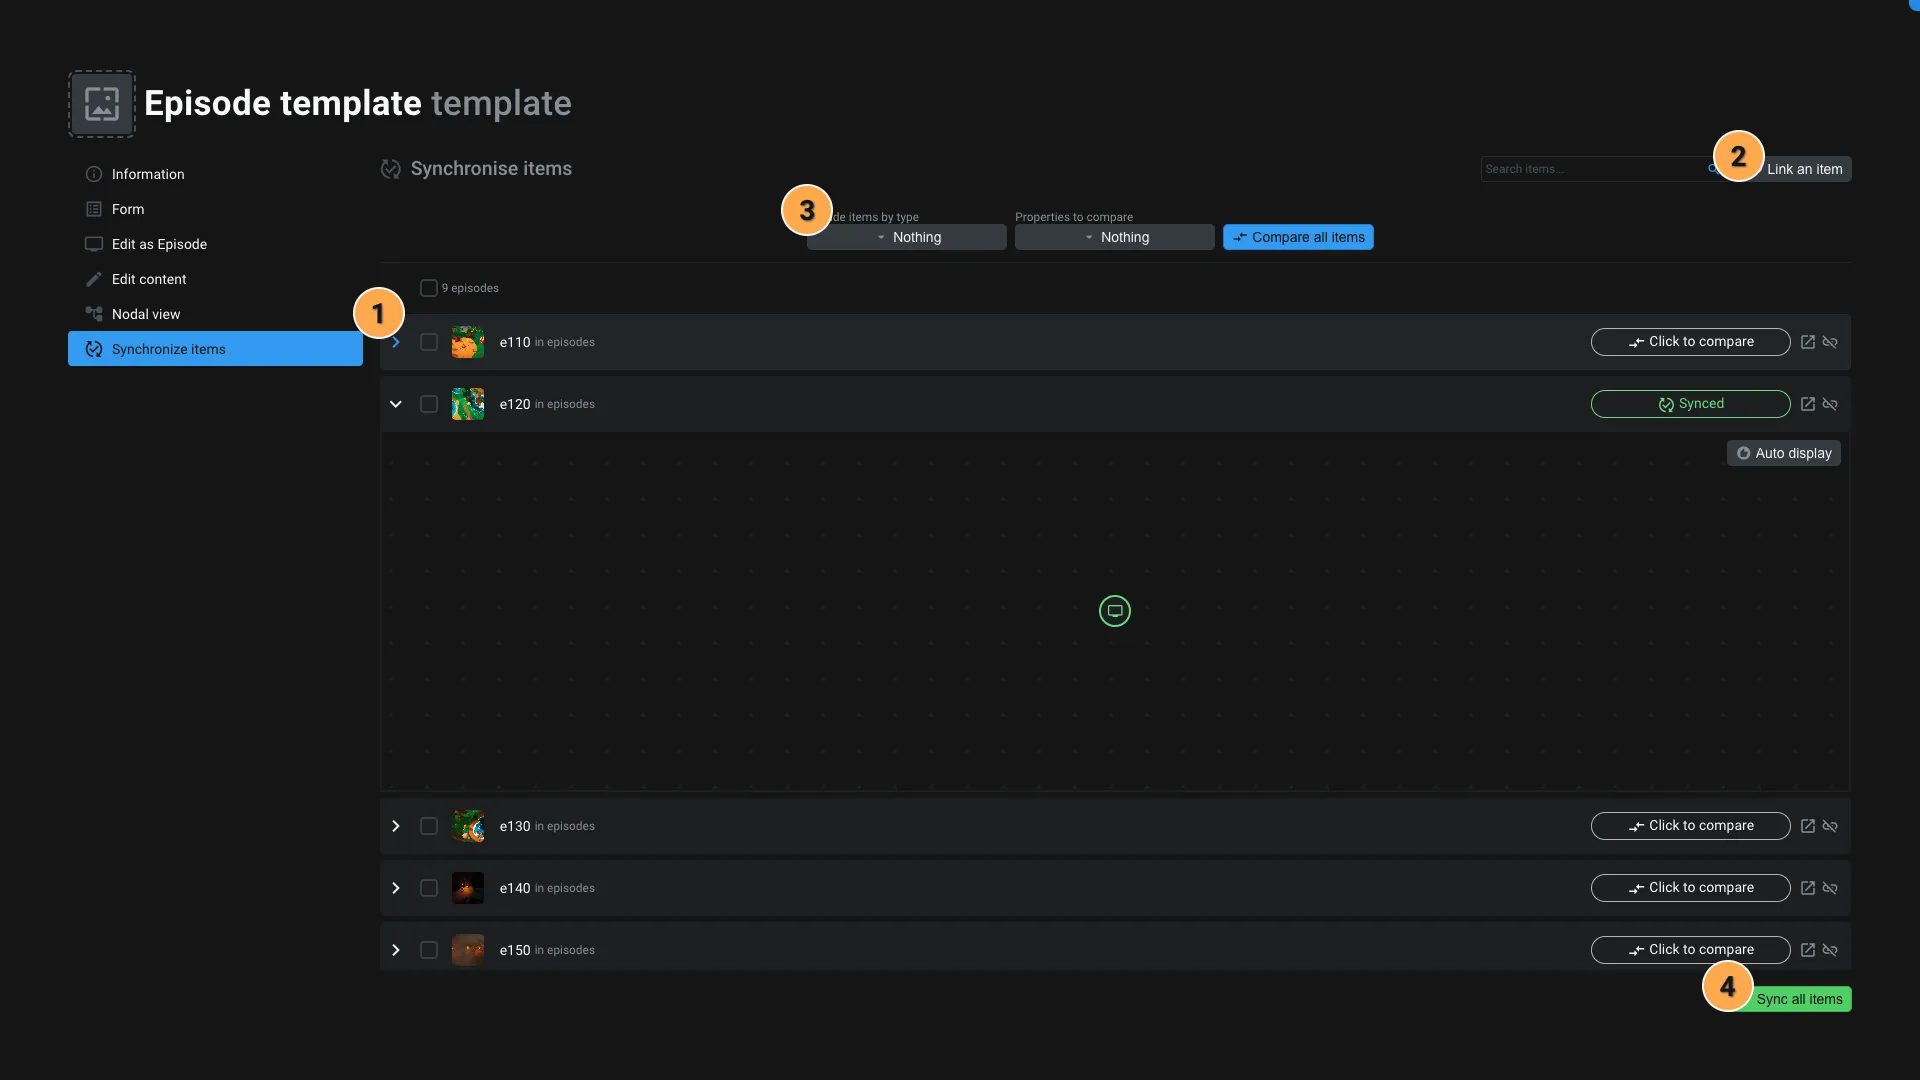 Episode template template
Information
Form
Edit as Episode
Edit content
Nodal view
Synchronize items
Synchronise items
Search items...
2
Link an item
3
items by type
Nothing
Properties to compare
Nothing
Compare all items
9 episodes
1
e110 in episodes
Click to compare
e120 in episodes
Synced
Auto display
e130 in episodes
Click to compare
e140 in episodes
Click to compare
e150 in episodes
Click to compare
4
Sync all items